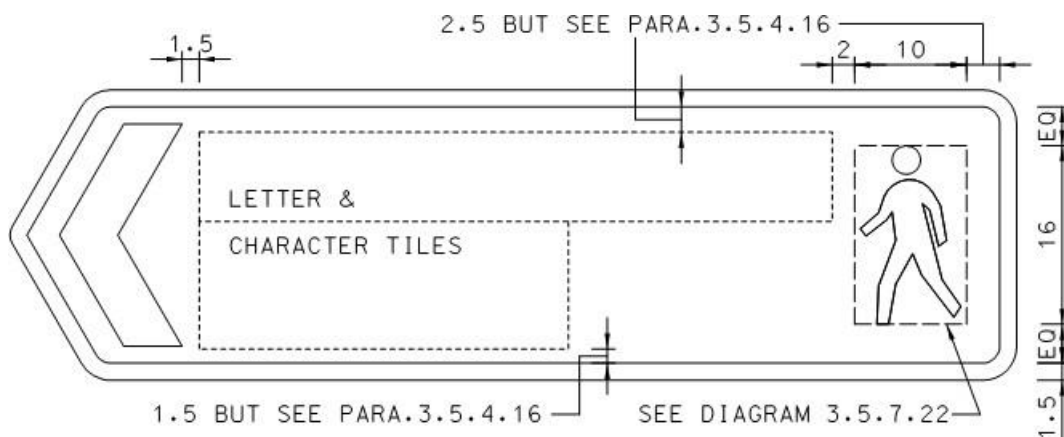 2.5 BUT SEE PARA.3.5.4.16
1.5
2
10
EQ
LETTER &
16
CHARACTER TILES
EQ
1.5 BUT SEE PARA.3.5.4.16
SEE DIAGRAM 3.5.7.22
1.5